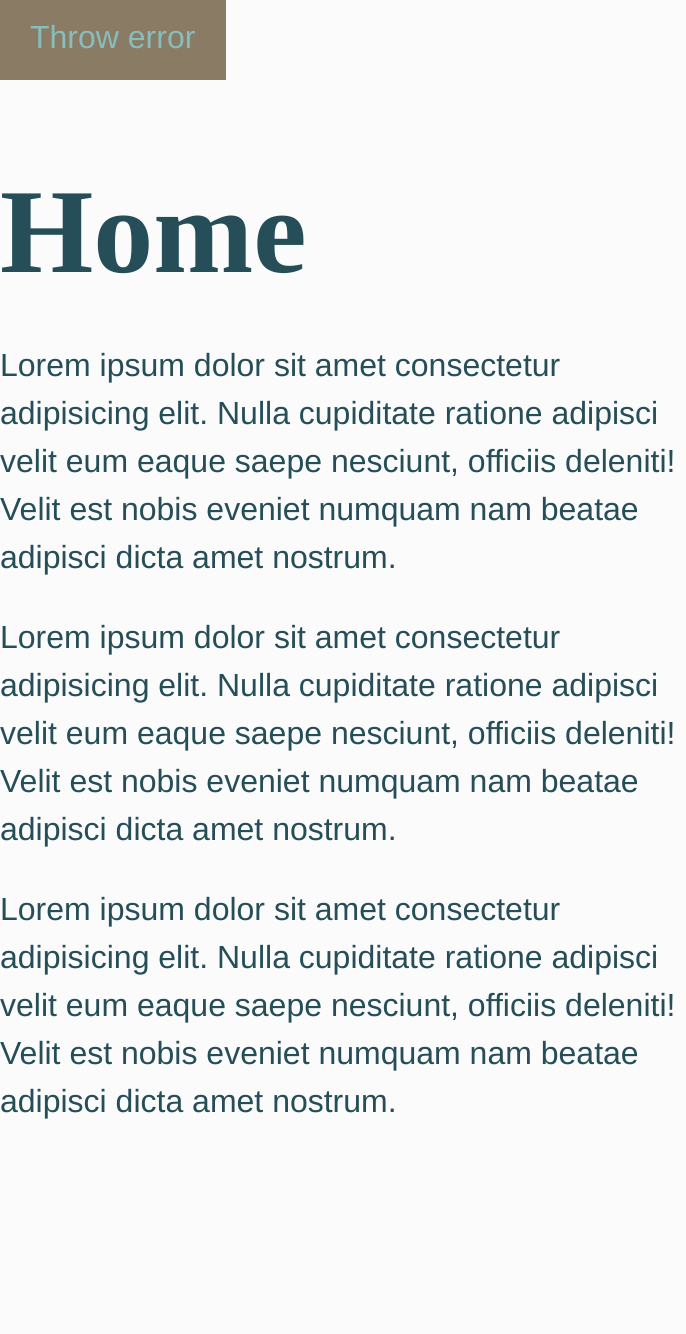 Throw error
Home
Lorem ipsum dolor sit amet consectetur
adipisicing elit. Nulla cupiditate ratione adipisci
velit eum eaque saepe nesciunt, officiis deleniti!
Velit est nobis eveniet numquam nam beatae
adipisci dicta amet nostrum.
Lorem ipsum dolor sit amet consectetur
adipisicing elit. Nulla cupiditate ratione adipisci
velit eum eaque saepe nesciunt, officiis deleniti!
Velit est nobis eveniet numquam nam beatae
adipisci dicta amet nostrum.
Lorem ipsum dolor sit amet consectetur
adipisicing elit. Nulla cupiditate ratione adipisci
velit eum eaque saepe nesciunt, officiis deleniti!
Velit est nobis eveniet numquam nam beatae
adipisci dicta amet nostrum.